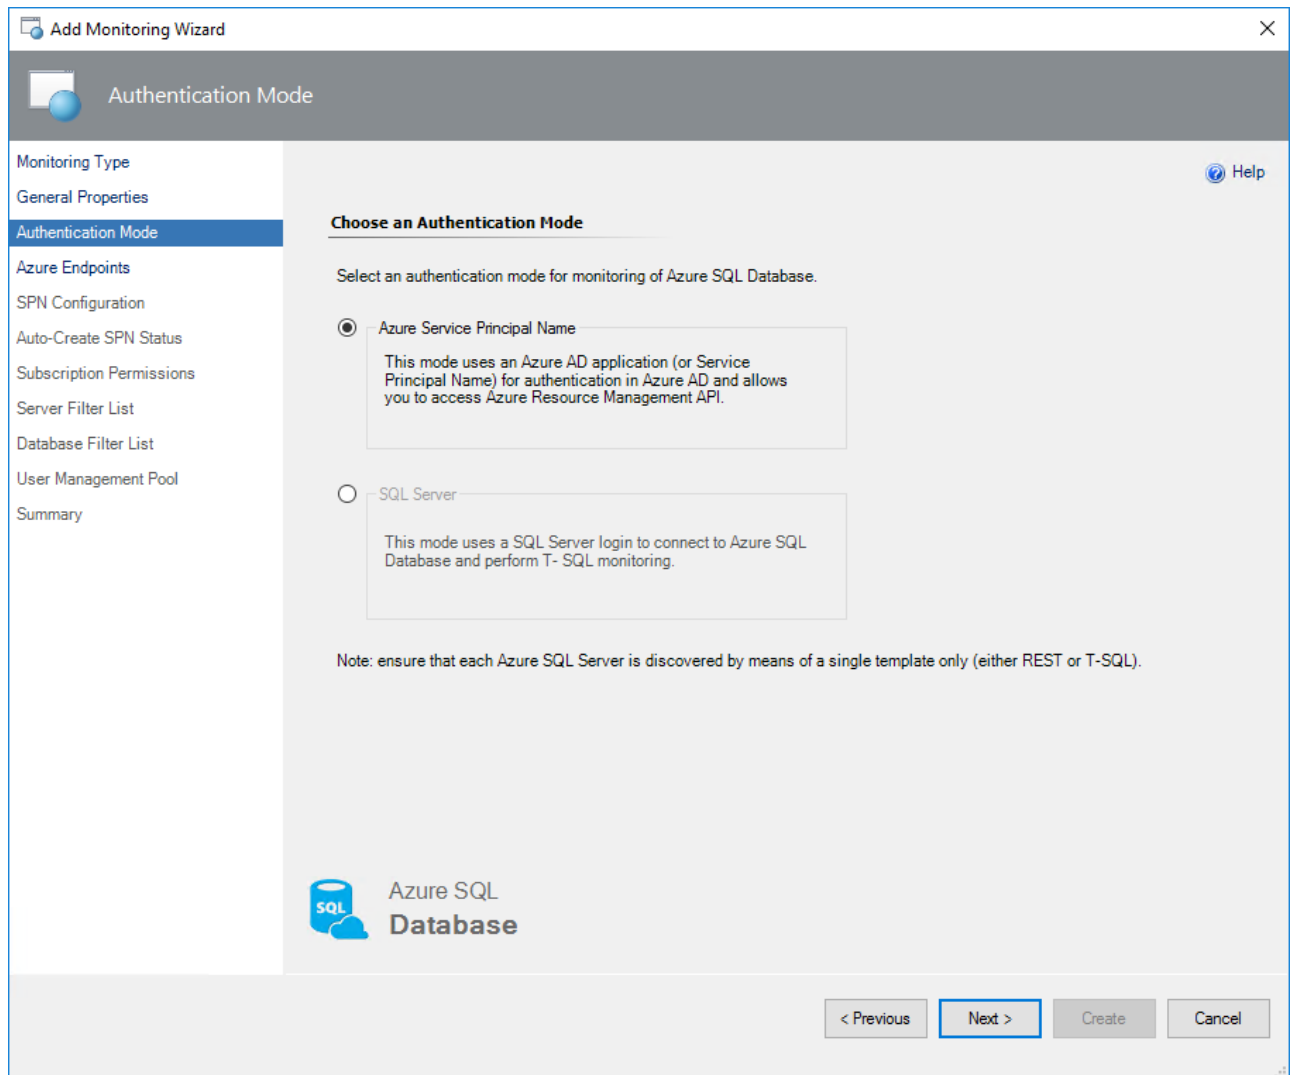 Add Monitoring Wizard
Authentication Mode
Monitoring Type
General Properties
Authentication Mode
Azure Endpoints
SPN Configuration
Auto-Create SPN Status
Subscription Permissions
Server Filter List
Database Filter List
User Management Pool
Summary
Help
Choose an Authentication Mode
Select an authentication mode for monitoring of Azure SQL Database.
Azure Service Principal Name
This mode uses an Azure AD application (or Service
Principal Name) for authentication in Azure AD and allows
you to access Azure Resource Management API.
SQL Server
This mode uses a SQL Server login to connect to Azure SQL
Database and perform T- SQL monitoring.
Note: ensure that each Azure SQL Server is discovered by means of a single template only (either REST or T-SQL).
SQL
Azure SQL
Database
< Previous
Next >
Create
Cancel